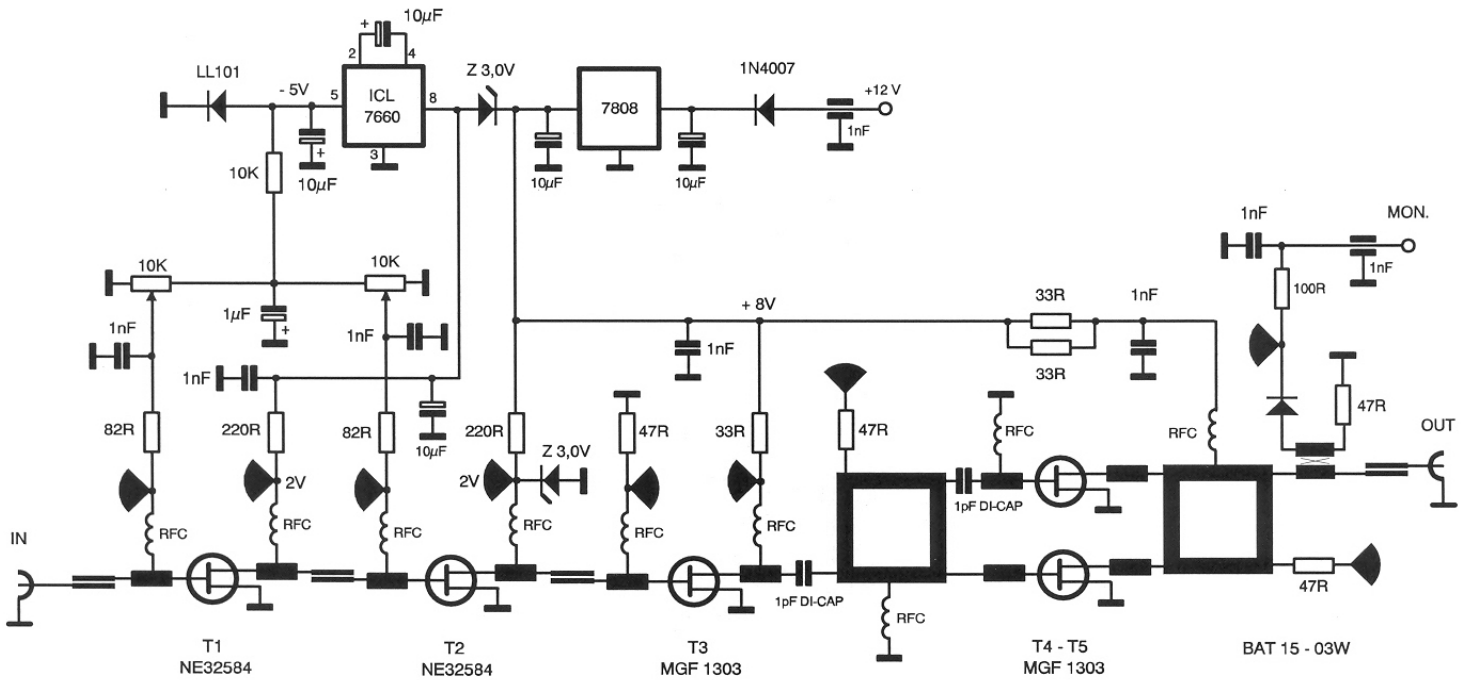 10µF
+
2
4
LL101
- 5V
5
ICL
7660
8
3
Z 3,0V
7808
1N4007
+12 V
1nF
10µF
+
10µF
10µF
10K
10K
10K
1µF
+
1nF
1nF
1nF
+ 8V
1nF
33R
33R
1nF
1nF
MON.
1nF
100R
47R
OUT
82R
220R
82R
10µF
220R
Z 3,0V
47R
33R
47R
RFC
RFC
2V
2V
1pF DI-CAP
IN
RFC
RFC
RFC
RFC
RFC
RFC
1pF DI-CAP
RFC
47R
T1
NE32584
T2
NE32584
T3
MGF 1303
T4 - T5
MGF 1303
BAT 15 - 03W